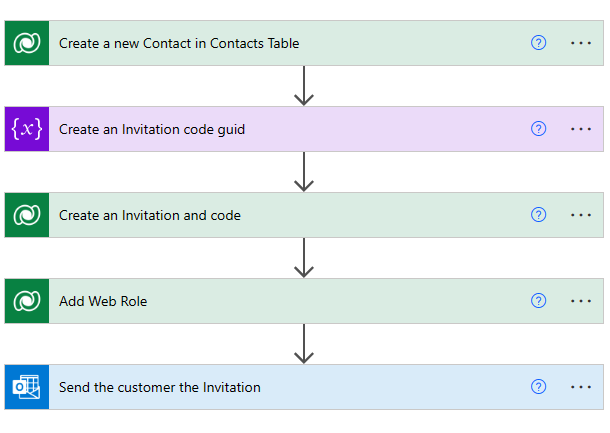 Create a new Contact in Contacts Table
{x} Create an Invitation code guid
Create an Invitation and code
Add Web Role
Send the customer the Invitation